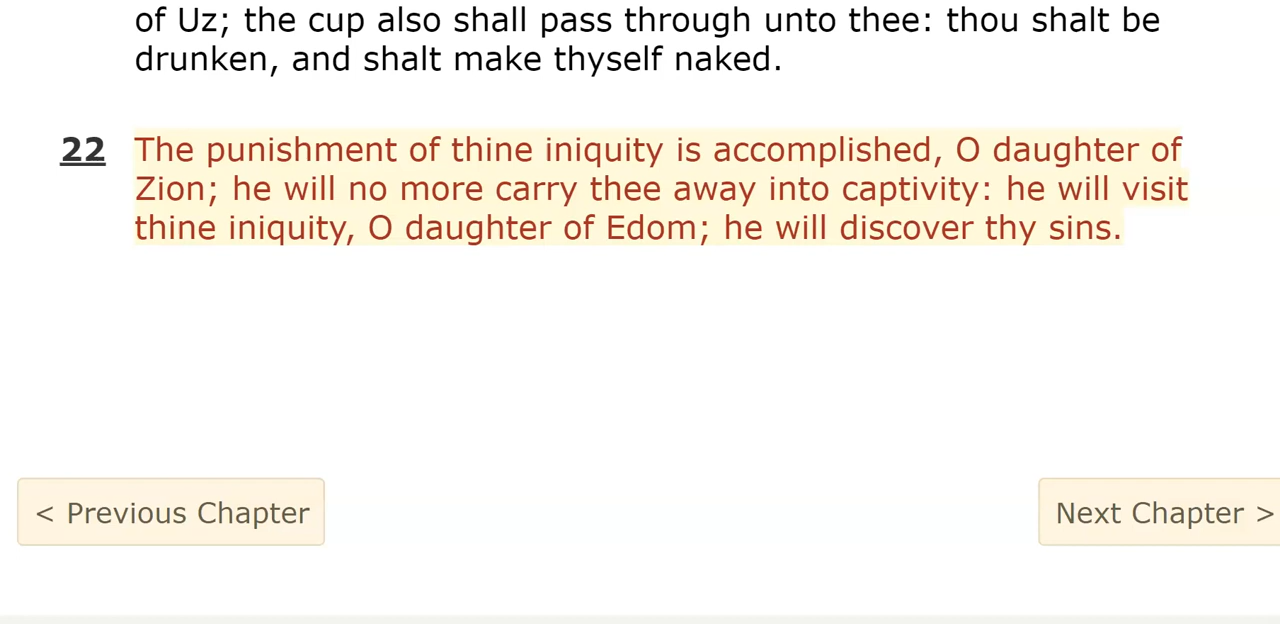 of Uz; the cup also shall pass through unto thee: thou shalt be
drunken, and shalt make thyself naked.
22 The punishment of thine iniquity is accomplished, O daughter of
Zion; he will no more carry thee away into captivity: he will visit
thine iniquity, O daughter of Edom; he will discover thy sins.
< Previous Chapter
Next Chapter >